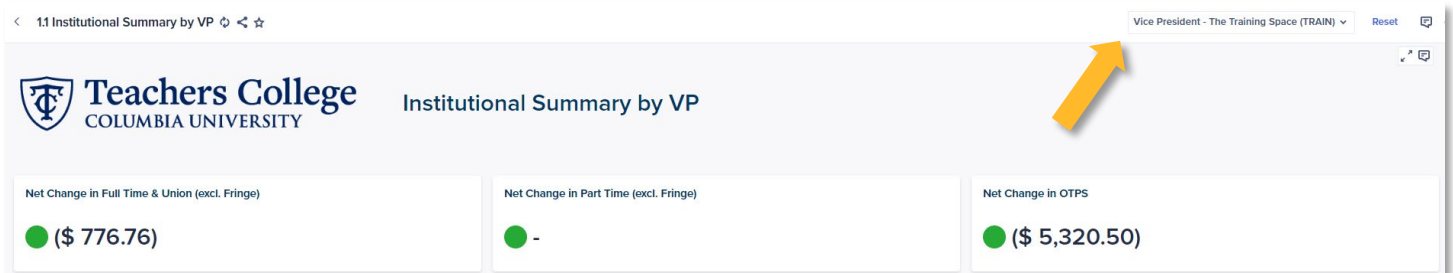 1.1 Institutional Summary by VP
Vice President - The Training Space (TRAIN)
Reset
Teachers College
COLUMBIA UNIVERSITY
Institutional Summary by VP
Net Change in Full Time & Union (excl. Fringe)
($ 776.76)
Net Change in Part Time (excl. Fringe)
-
Net Change in OTPS
($ 5,320.50)